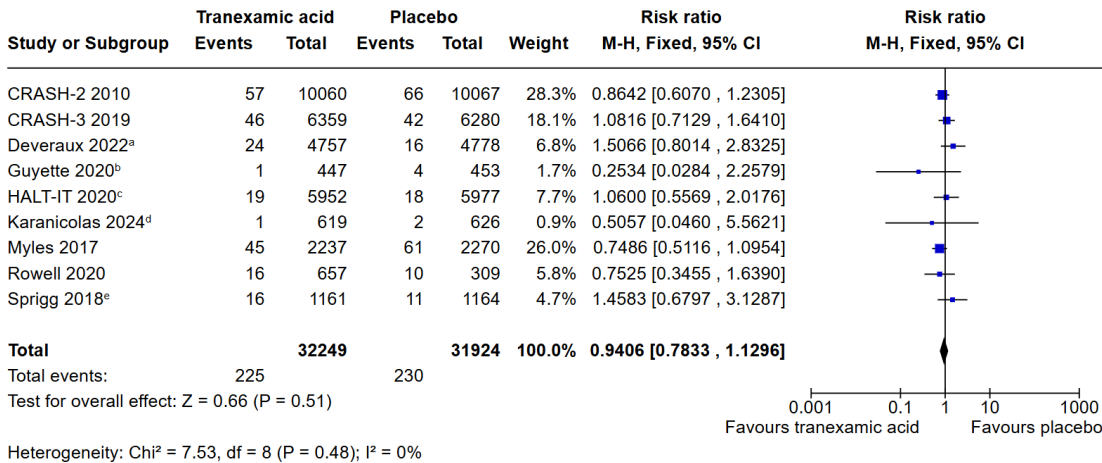 Tranexamic acid Placebo Risk ratio Risk ratio
Study or Subgroup Events Total Events Total Weight M-H, Fixed, 95% CI M-H, Fixed, 95% CI
CRASH-2 2010 57 10060 66 10067 28.3% 0.8642 [0.6070 , 1.2305]
CRASH-3 2019 46 6359 42 6280 18.1% 1.0816 [0.7129 , 1.6410]
Deveraux 2022ᵃ 24 4757 16 4778 6.8% 1.5066 [0.8014 , 2.8325]
Guyette 2020ᵇ 1 447 4 453 1.8% 0.2534 [0.0284 , 2.2579]
HALT-IT 2020ᶜ 19 5952 18 5977 7.7% 1.0600 [0.5569 , 2.0176]
Karanicolas 2024ᵈ 1 619 2 626 0.9% 0.5057 [0.0460 , 5.5621]
Myles 2017 45 2237 61 2270 26.0% 0.7486 [0.5116 , 1.0954]
Rowell 2020 16 657 10 309 5.8% 0.7525 [0.3455 , 1.6390]
Sprigg 2018ᵉ 16 1161 11 1164 4.7% 1.4583 [0.6797 , 3.1287]
Total 32249 31924 100.0% 0.9406 [0.7833 , 1.1296]
Total events: 225 230
Test for overall effect: Z = 0.66 (P = 0.51)
0.001 0.1 1 10 1000
Favours tranexamic acid Favours placebo
Heterogeneity: Chi² = 7.53, df = 8 (P = 0.48); I² = 0%